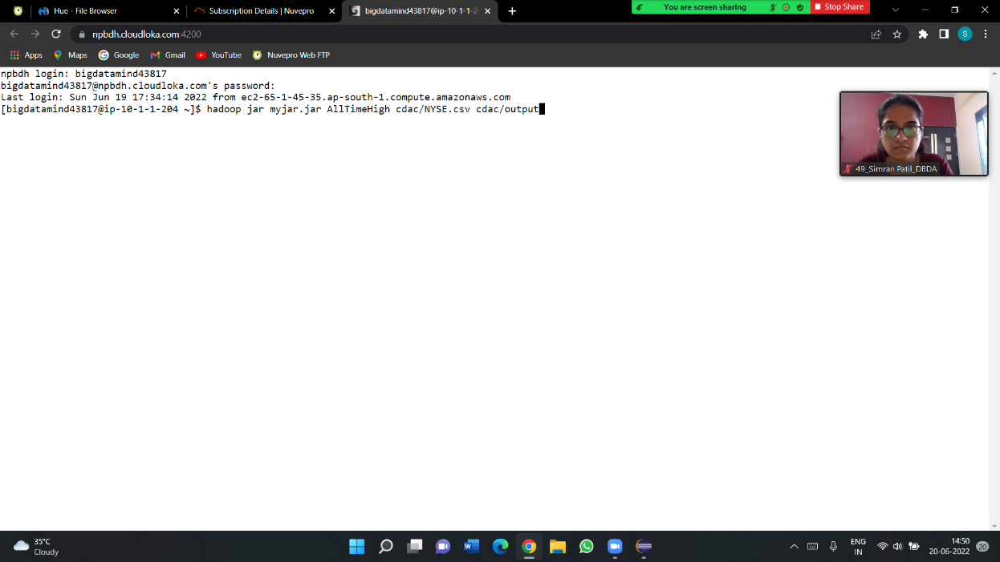 Hue - File Browser
Subscription Details | Nuvepro
bigdatamind43817@ip-10-1-1-2
You are screen sharing
Stop Share
npbdh.cloudloka.com:4200
S
Apps
Maps
Google
Gmail
YouTube
Nuvepro Web FTP
npbdh login: bigdatamind43817
bigdatamind43817@npbdh.cloudloka.com's password:
Last login: Sun Jun 19 17:34:14 2022 from ec2-65-1-45-35.ap-south-1.compute.amazonaws.com
[bigdatamind43817@ip-10-1-1-204 ~]$ hadoop jar myjar.jar AllTimeHigh cdac/NYSE.csv cdac/output
49_Simran Patil_DBDA
35°C
Cloudy
ENG
IN
14:50
20-06-2022
20